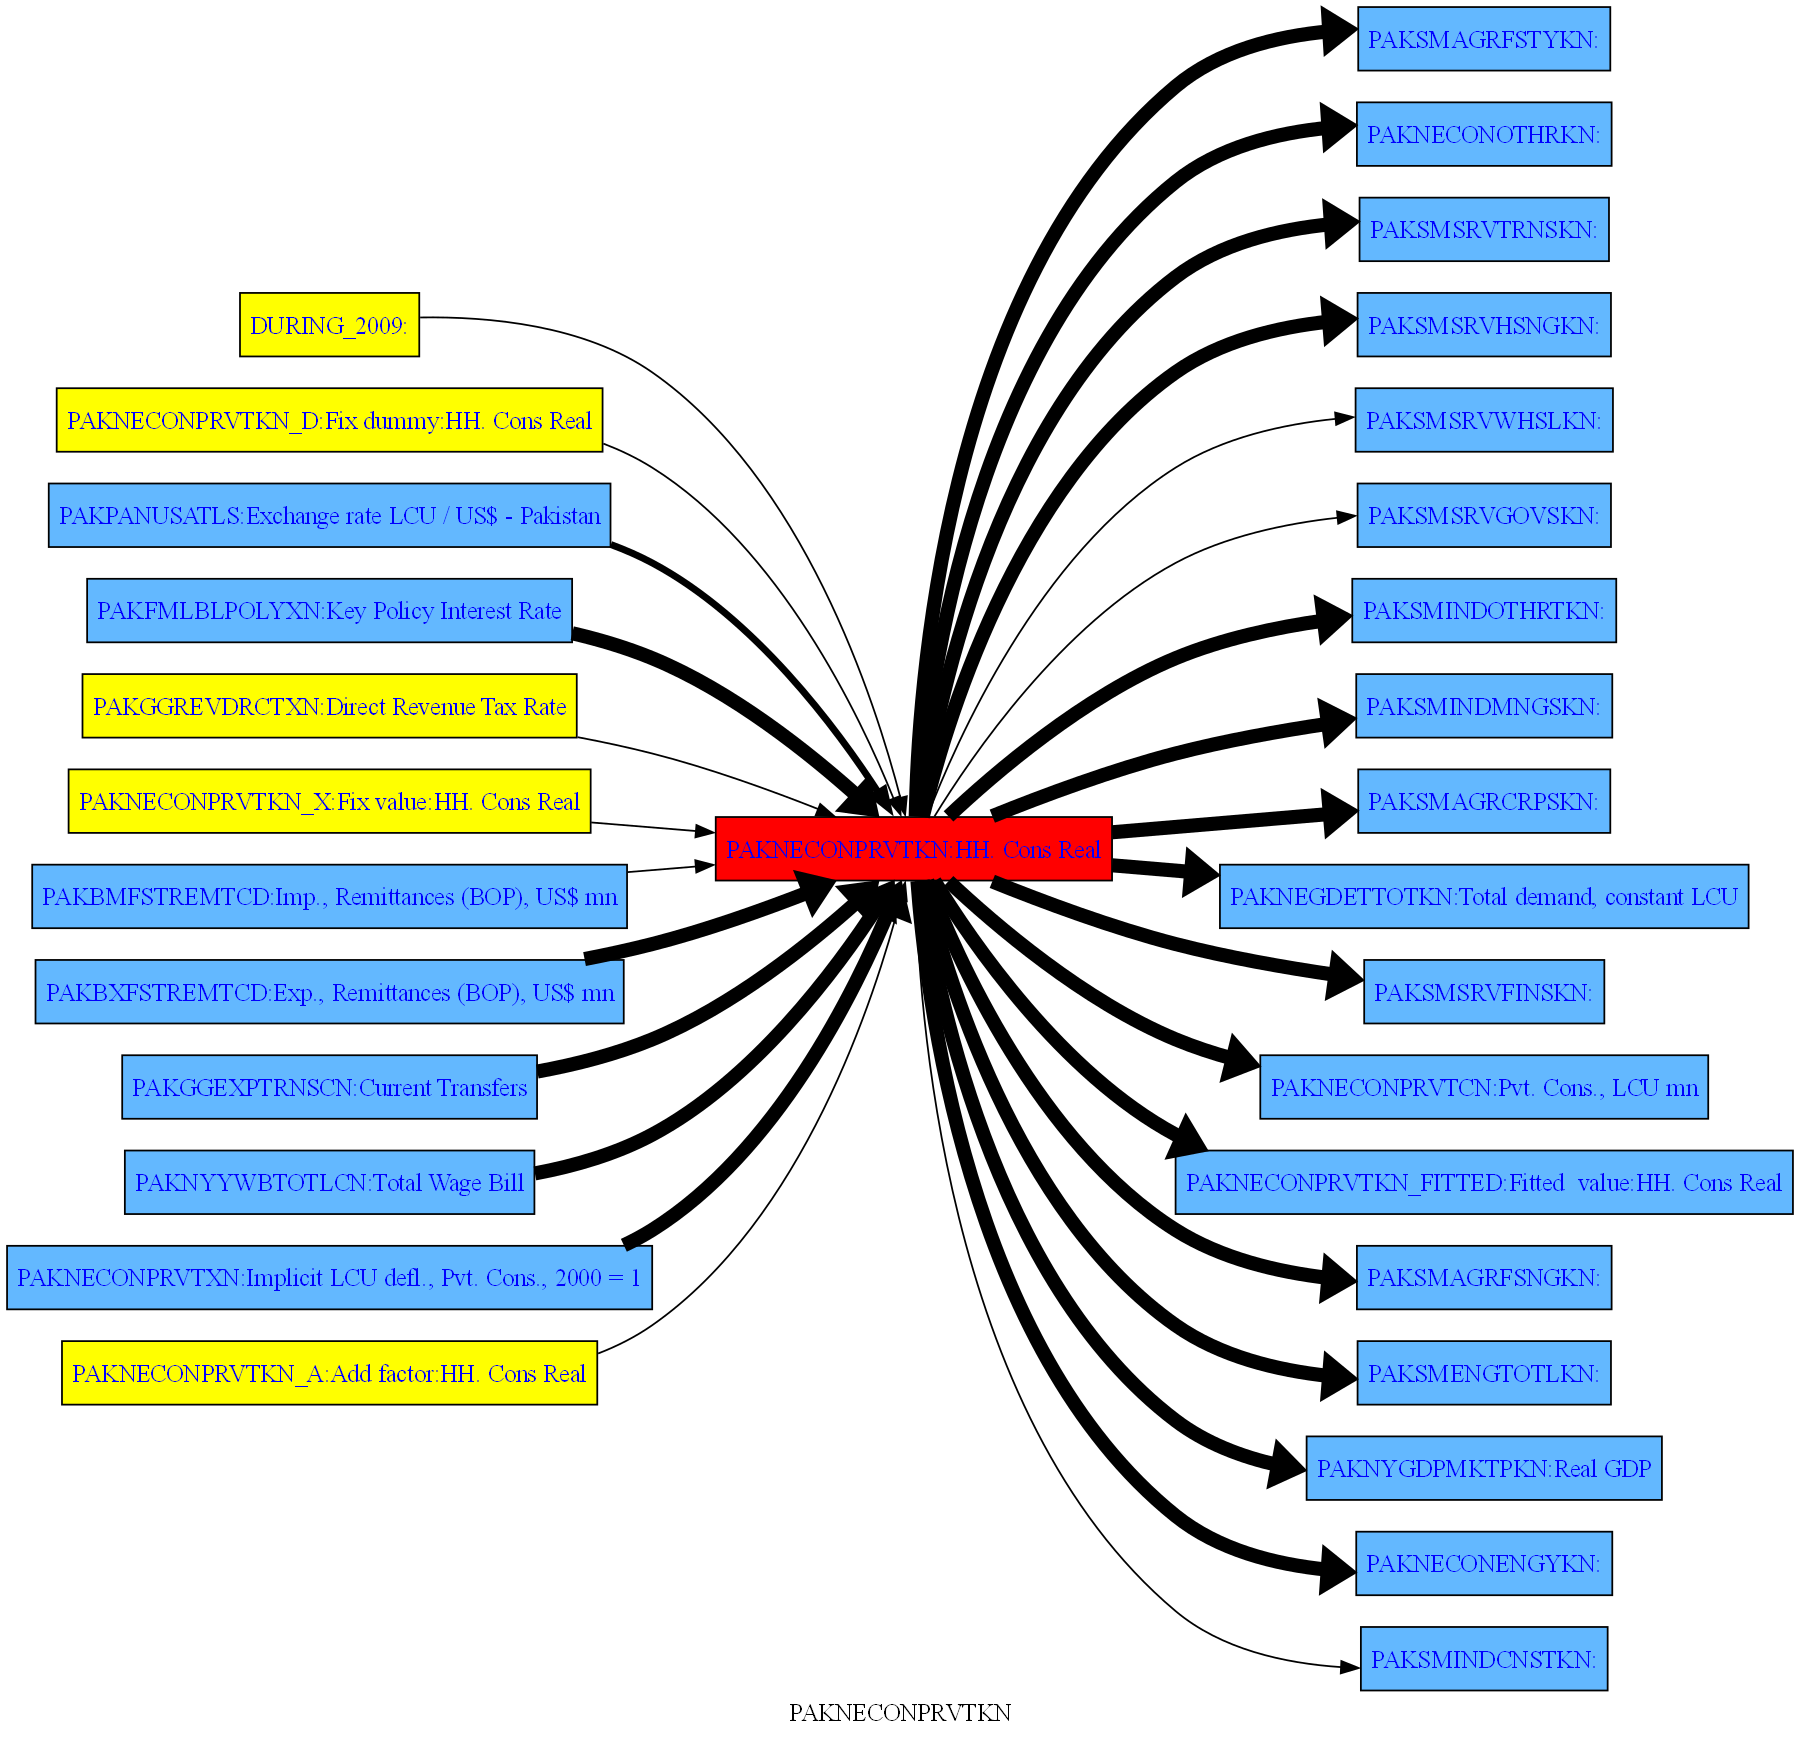 DURING_2009:
PAKNECONPRVTKN_D:Fix dummy:HH. Cons Real
PAKPANUSATLS:Exchange rate LCU / US$ - Pakistan
PAKFMLBLPOLYXN:Key Policy Interest Rate
PAKGGREVDRCTXN:Direct Revenue Tax Rate
PAKNECONPRVTKN_X:Fix value:HH. Cons Real
PAKBMFSTREMTCD:Imp., Remittances (BOP), US$ mn
PAKBXFSTREMTCD:Exp., Remittances (BOP), US$ mn
PAKGGEXPTRNSCN:Current Transfers
PAKNYYWBTOTLCN:Total Wage Bill
PAKNECONPRVTXN:Implicit LCU defl., Pvt. Cons., 2000 = 1
PAKNECONPRVTKN_A:Add factor:HH. Cons Real
PAKNECONPRVTKN:HH. Cons Real
PAKSMAGRFSTYKN:
PAKNECONOTHRKN:
PAKSMSRVTRNSKN:
PAKSMSRVHSNGKN:
PAKSMSRVWHSLKN:
PAKSMSRVGOVSKN:
PAKSMINDOTHRTKN:
PAKSMINDMNGSKN:
PAKSMAGRCRPSKN:
PAKNEGDETTOTKN:Total demand, constant LCU
PAKSMSRVFINSKN:
PAKNECONPRVTCN:Pvt. Cons., LCU mn
PAKNECONPRVTKN_FITTED:Fitted  value:HH. Cons Real
PAKSMAGRFSNGKN:
PAKSMENGTOTLKN:
PAKNYGDPMKTPKN:Real GDP
PAKNECONENGYKN:
PAKSMINDCNSTKN:
PAKNECONPRVTKN